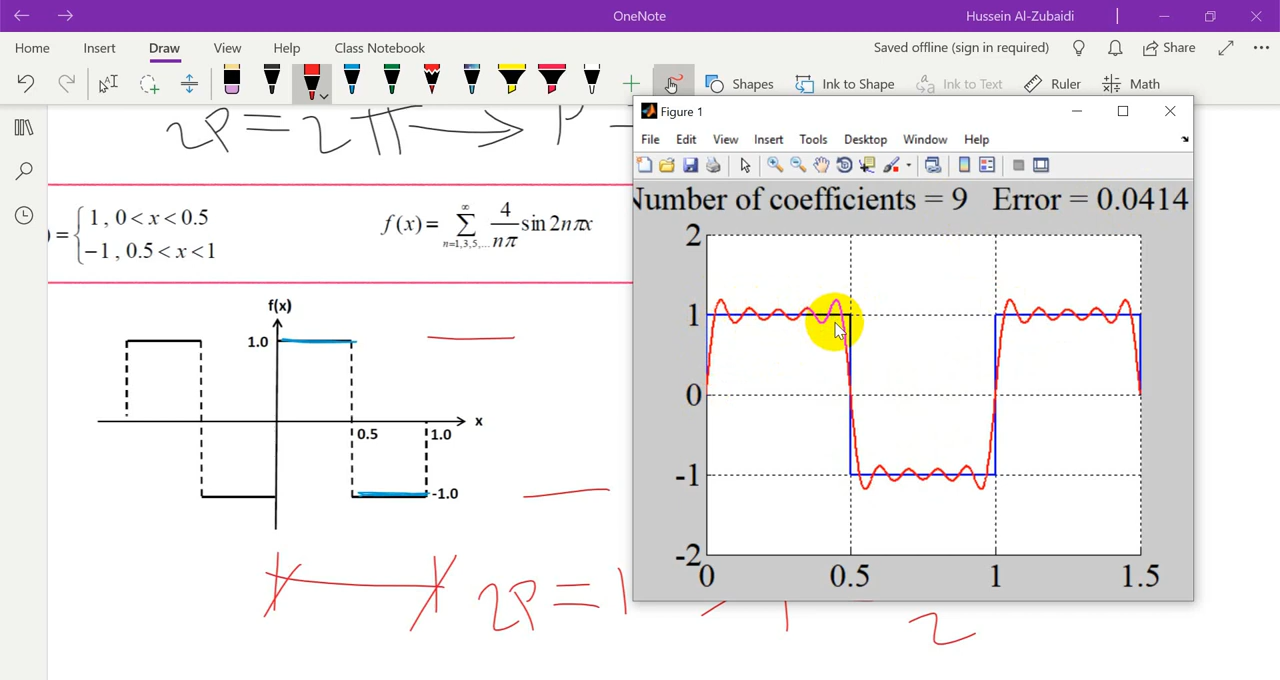 OneNote
Hussein Al-Zubaidi
Home Insert Draw View Help Class Notebook
Saved offline (sign in required) Share
Shapes Ink to Shape Ink to Text Ruler Math
2P = 2π → P
) = { 1 , 0 < x < 0.5
−1 , 0.5 < x < 1
f(x) = ∑ 4/nπ sin 2nπx
∞
n=1,3,5,...
f(x)
1.0
x
0.5 1.0
-1.0
2P = 1
2
Figure 1
File Edit View Insert Tools Desktop Window Help
Number of coefficients = 9 Error = 0.0414
2
1
0
-1
-2
0 0.5 1 1.5